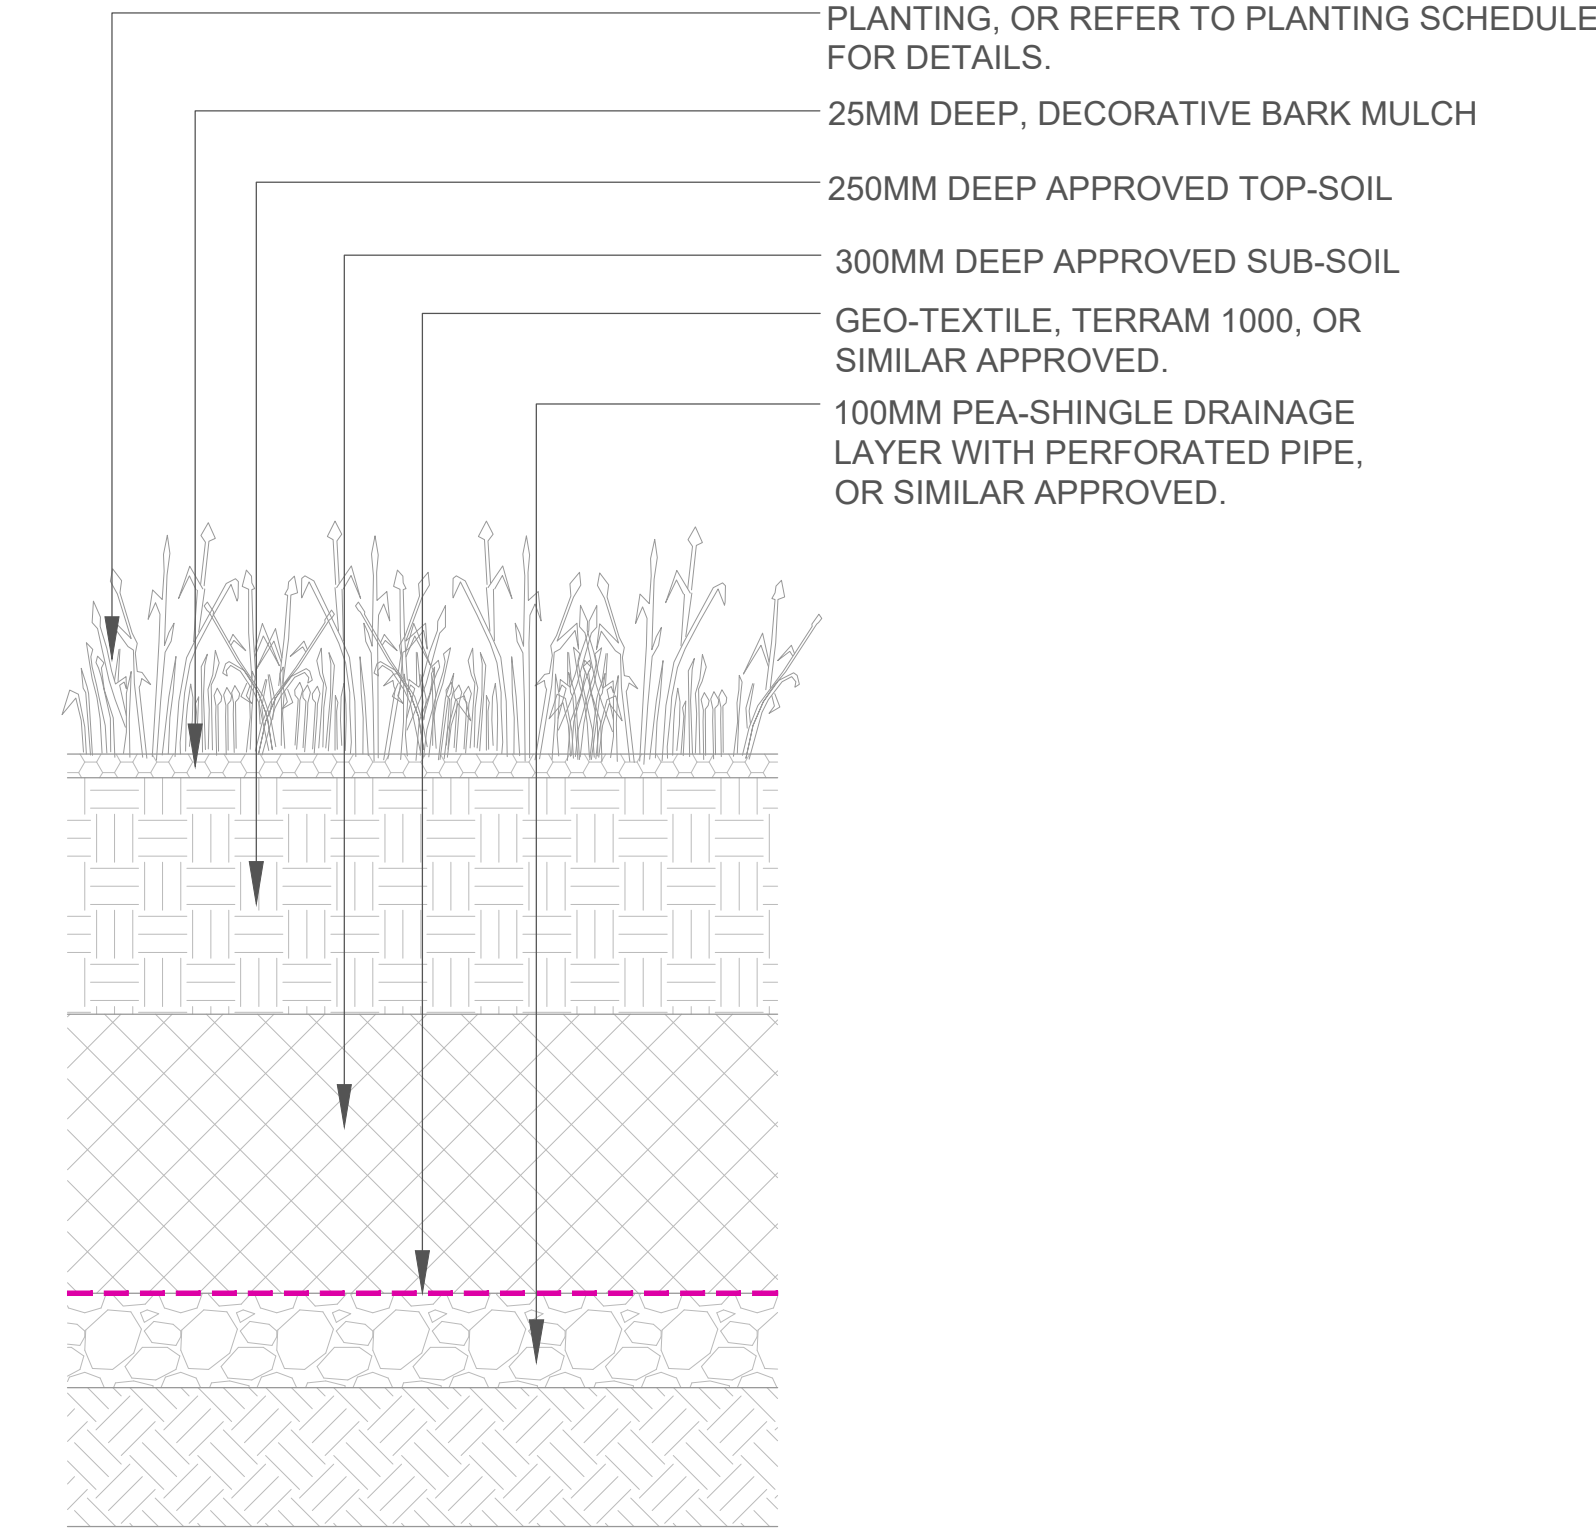 PLANTING, OR REFER TO PLANTING SCHEDULE
FOR DETAILS.
25MM DEEP, DECORATIVE BARK MULCH
250MM DEEP APPROVED TOP-SOIL
300MM DEEP APPROVED SUB-SOIL
GEO-TEXTILE, TERRAM 1000, OR
SIMILAR APPROVED.
100MM PEA-SHINGLE DRAINAGE
LAYER WITH PERFORATED PIPE,
OR SIMILAR APPROVED.